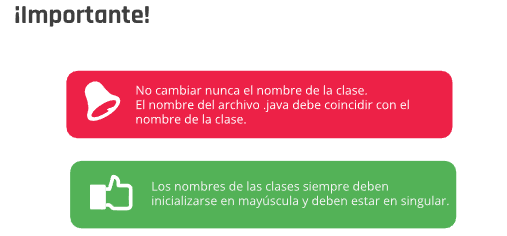 ¡Importante!
No cambiar nunca el nombre de la clase.
El nombre del archivo .java debe coincidir con el
nombre de la clase.
Los nombres de las clases siempre deben
inicializarse en mayúscula y deben estar en singular.